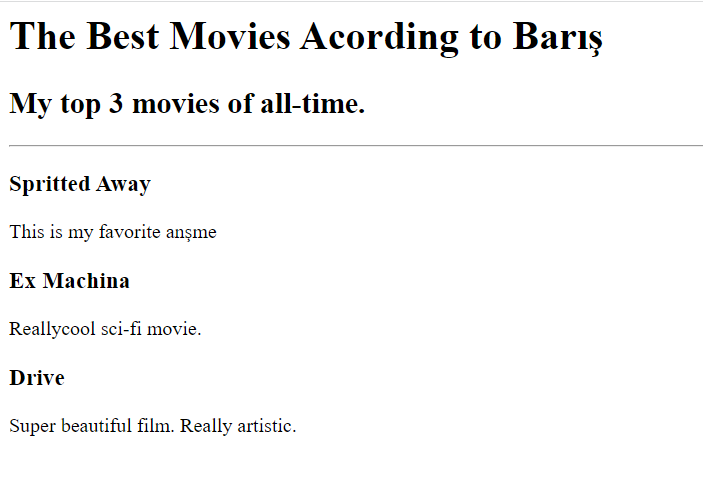 The Best Movies Acording to Barış
My top 3 movies of all-time.
Spritted Away
This is my favorite anşme
Ex Machina
Reallycool sci-fi movie.
Drive
Super beautiful film. Really artistic.